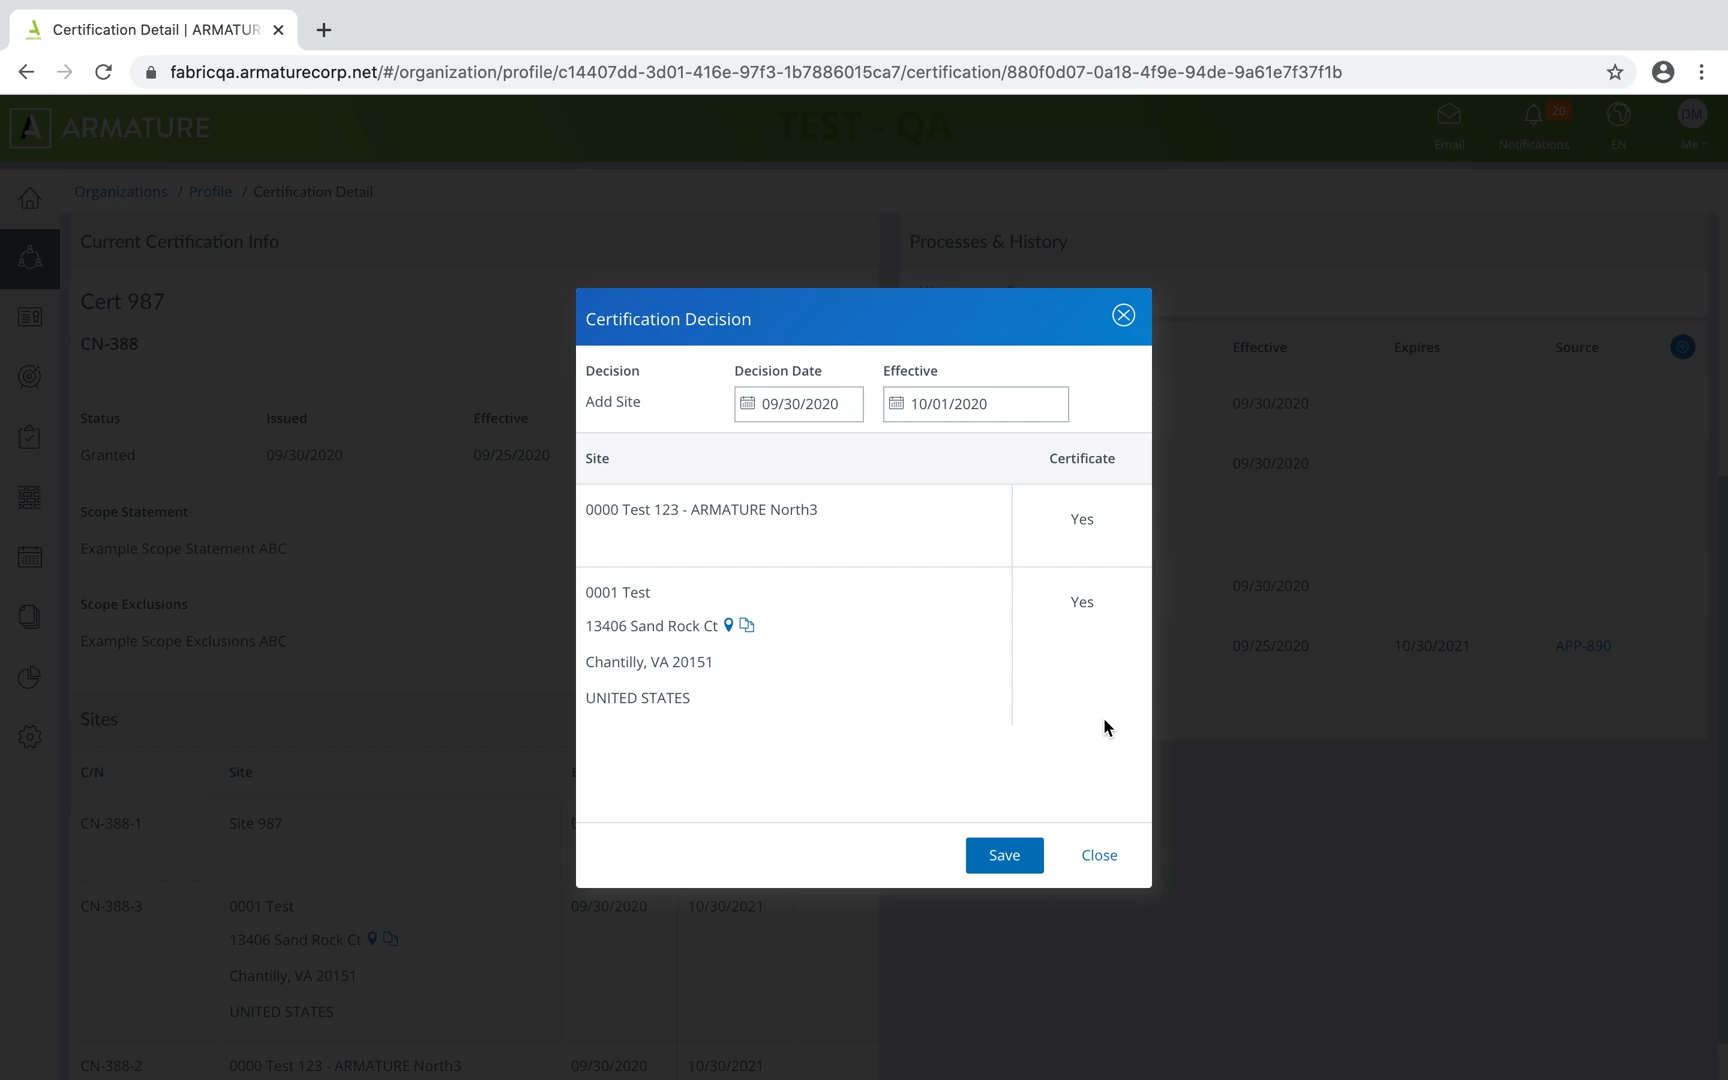 Certification Detail | ARMATUR
fabricqa.armaturecorp.net/#/organization/profile/c14407dd-3d01-416e-97f3-1b7886015ca7/certification/880f0d07-0a18-4f9e-94de-9a61e7f37f1b
ARMATURE
TEST - QA
Email
20
Notifications
EN
DM
Me
Organizations / Profile / Certification Detail
Current Certification Info
Cert 987
CN-388
Status Issued Effective
Granted 09/30/2020 09/25/2020
Scope Statement
Example Scope Statement ABC
Scope Exclusions
Example Scope Exclusions ABC
Sites
C/N Site
CN-388-1 Site 987
CN-388-3 0001 Test 09/30/2020 10/30/2021
13406 Sand Rock Ct
Chantilly, VA 20151
UNITED STATES
CN-388-2 0000 Test 123 - ARMATURE North3 09/30/2020 10/30/2021
Processes & History
Effective Expires Source
09/30/2020
09/30/2020
09/30/2020
09/25/2020 10/30/2021 APP-890
Certification Decision
Decision Decision Date Effective
Add Site 09/30/2020 10/01/2020
Site Certificate
0000 Test 123 - ARMATURE North3 Yes
0001 Test Yes
13406 Sand Rock Ct
Chantilly, VA 20151
UNITED STATES
Save Close